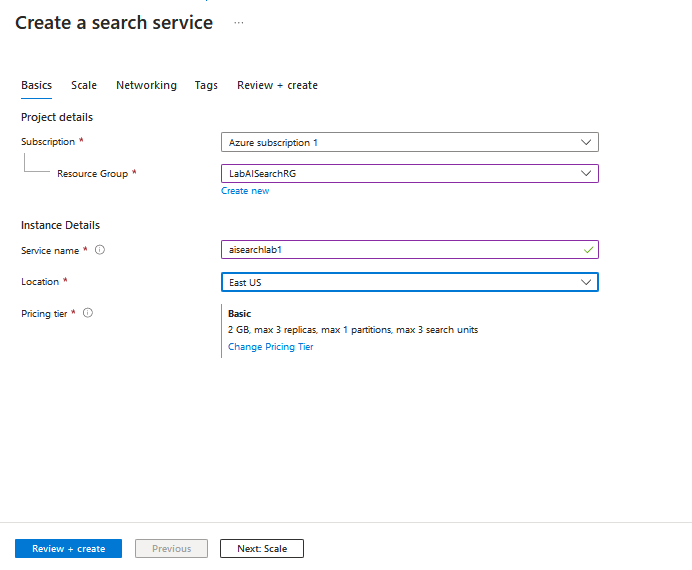 Create a search service ...
Basics Scale Networking Tags Review + create
Project details
Subscription * Azure subscription 1
Resource Group * LabAISearchRG
Create new
Instance Details
Service name * aisearchlab1
Location * East US
Pricing tier * Basic
2 GB, max 3 replicas, max 1 partitions, max 3 search units
Change Pricing Tier
Review + create Previous Next: Scale